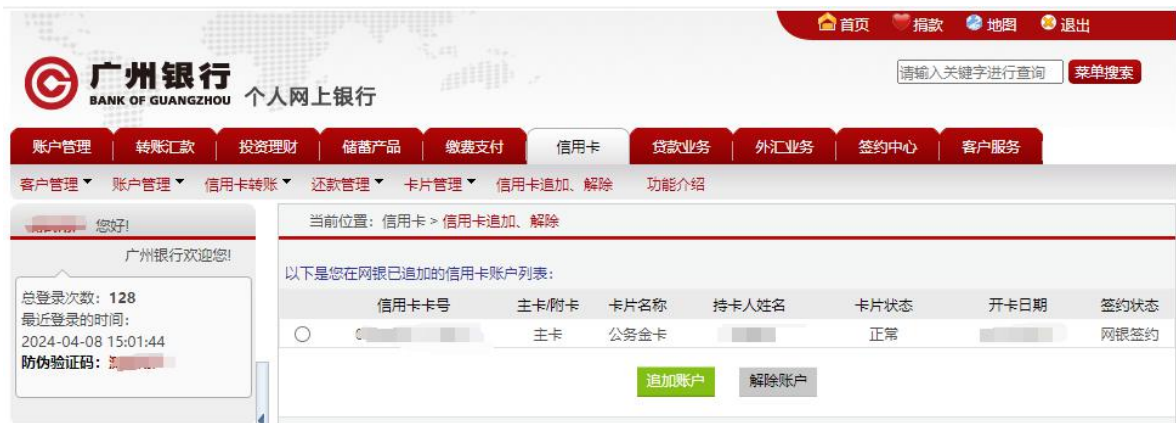 首页 捐款 地图 退出
广州银行
BANK OF GUANGZHOU 个人网上银行
请输入关键字进行查询 菜单搜索
账户管理 转账汇款 投资理财 储蓄产品 缴费支付 信用卡 贷款业务 外汇业务 签约中心 客户服务
客户管理 账户管理 信用卡转账 还款管理 卡片管理 信用卡追加、解除 功能介绍
您好!
广州银行欢迎您!
总登录次数：128
最近登录的时间：
2024-04-08 15:01:44
防伪验证码：
当前位置：信用卡 > 信用卡追加、解除
以下是您在网银已追加的信用卡账户列表：
信用卡卡号 主卡/附卡 卡片名称 持卡人姓名 卡片状态 开卡日期 签约状态
主卡 公务金卡 正常 网银签约
追加账户 解除账户